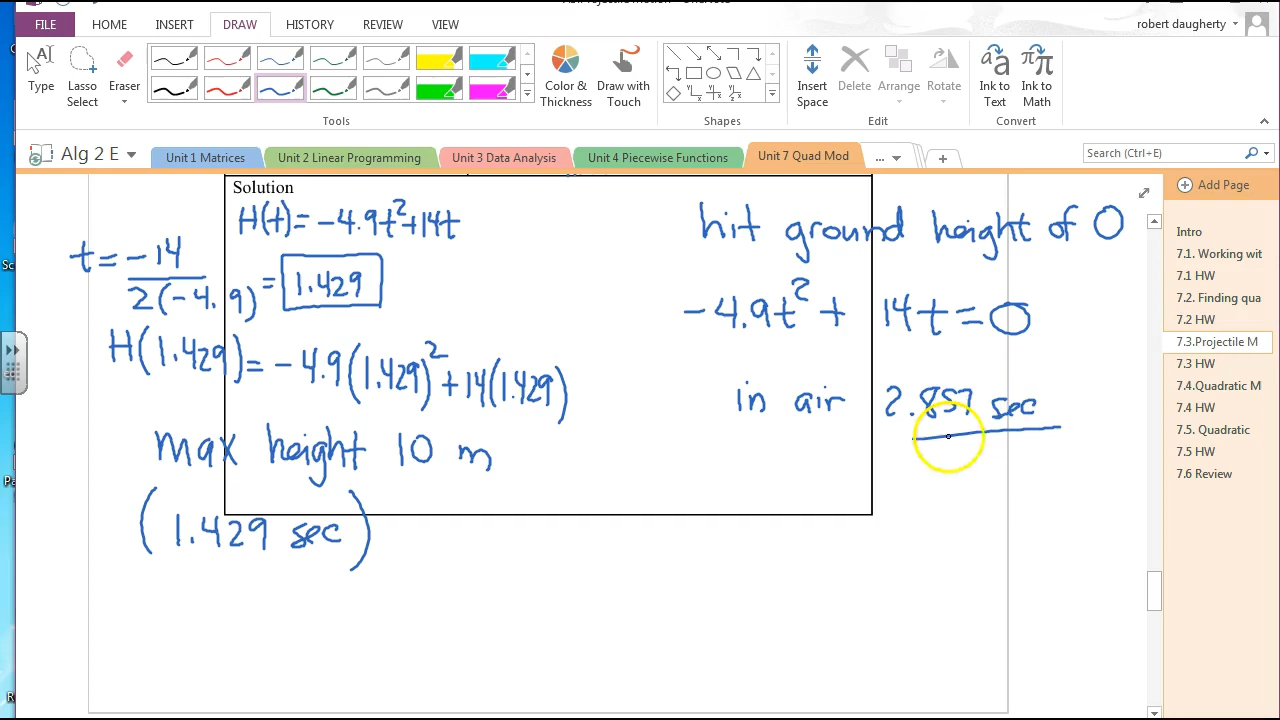 FILE HOME INSERT DRAW HISTORY REVIEW VIEW robert daugherty
Type Lasso Select Eraser
Color & Thickness Draw with Touch
Insert Space Delete Arrange Rotate Ink to Text Ink to Math
Tools Shapes Edit Convert
Alg 2 E Unit 1 Matrices Unit 2 Linear Programming Unit 3 Data Analysis Unit 4 Piecewise Functions Unit 7 Quad Mod ... Search (Ctrl+E)
Solution
H(t) = -4.9t²+14t
t = -14 / 2(-4.9) = 1.429
H(1.429) = -4.9(1.429)² + 14(1.429)
max height 10 m
(1.429 sec)
hit ground height of 0
-4.9t² + 14t = 0
in air 2.857 sec
Add Page
Intro
7.1. Working wit
7.1 HW
7.2. Finding qua
7.2 HW
7.3.Projectile M
7.3 HW
7.4.Quadratic M
7.4 HW
7.5. Quadratic
7.5 HW
7.6 Review